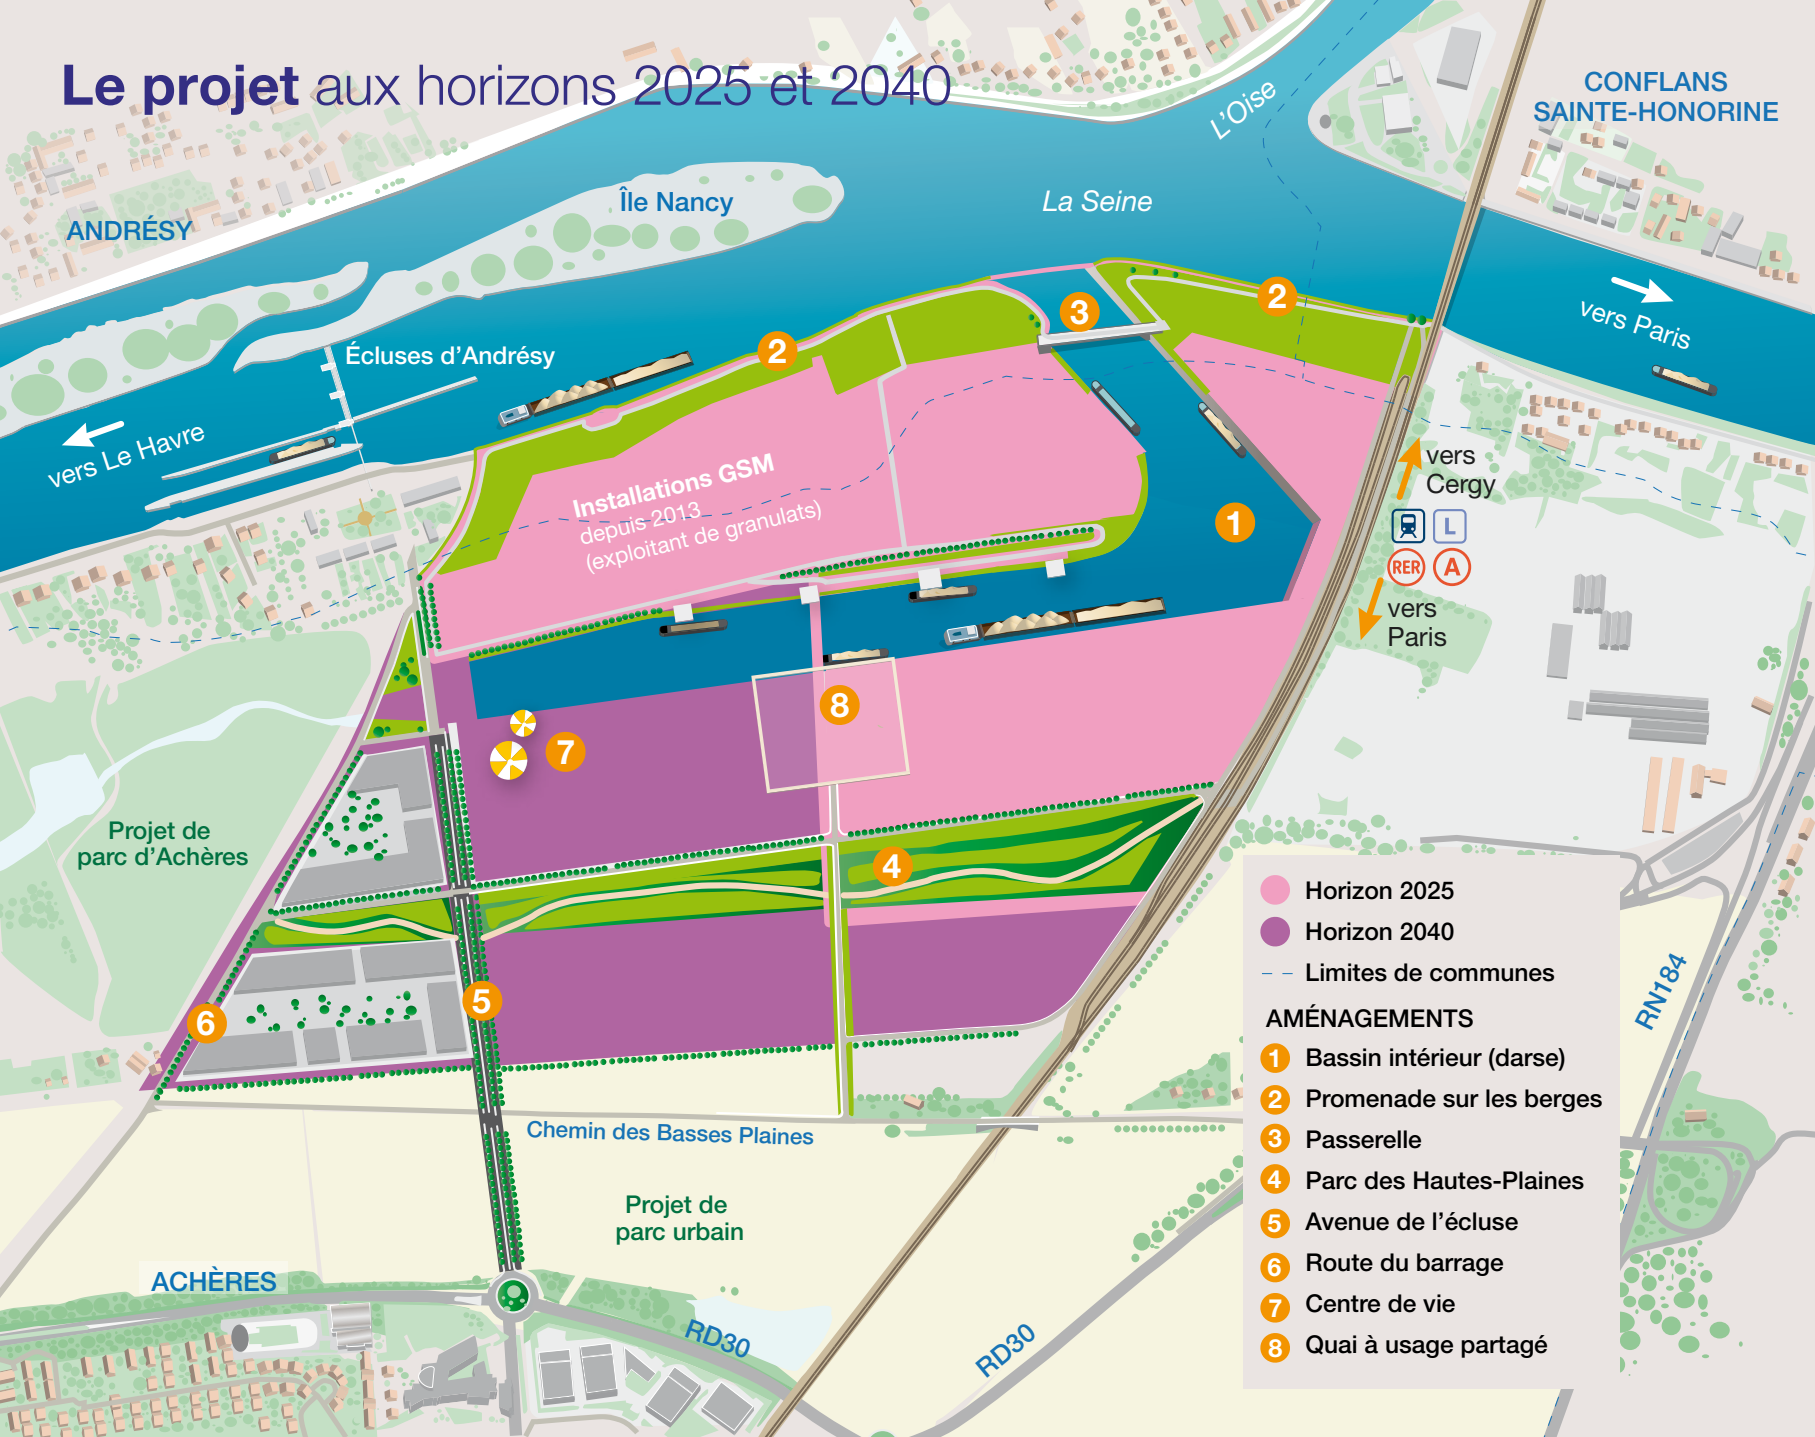 Le projet aux horizons 2025 et 2040
CONFLANS
SAINTE-HONORINE
L'Oise
La Seine
Île Nancy
ANDRÉSY
2
3
vers Paris
Écluses d'Andrésy
2
vers Le Havre
vers
Cergy
L
RER
A
vers
Paris
Installations GSM
depuis 2013
(exploitant de granulats)
1
8
7
Projet de
parc d'Achères
4
5
6
RN184
Chemin des Basses Plaines
Projet de
parc urbain
ACHÈRES
RD30
RD30
Horizon 2025
Horizon 2040
Limites de communes
AMÉNAGEMENTS
1 Bassin intérieur (darse)
2 Promenade sur les berges
3 Passerelle
4 Parc des Hautes-Plaines
5 Avenue de l'écluse
6 Route du barrage
7 Centre de vie
8 Quai à usage partagé